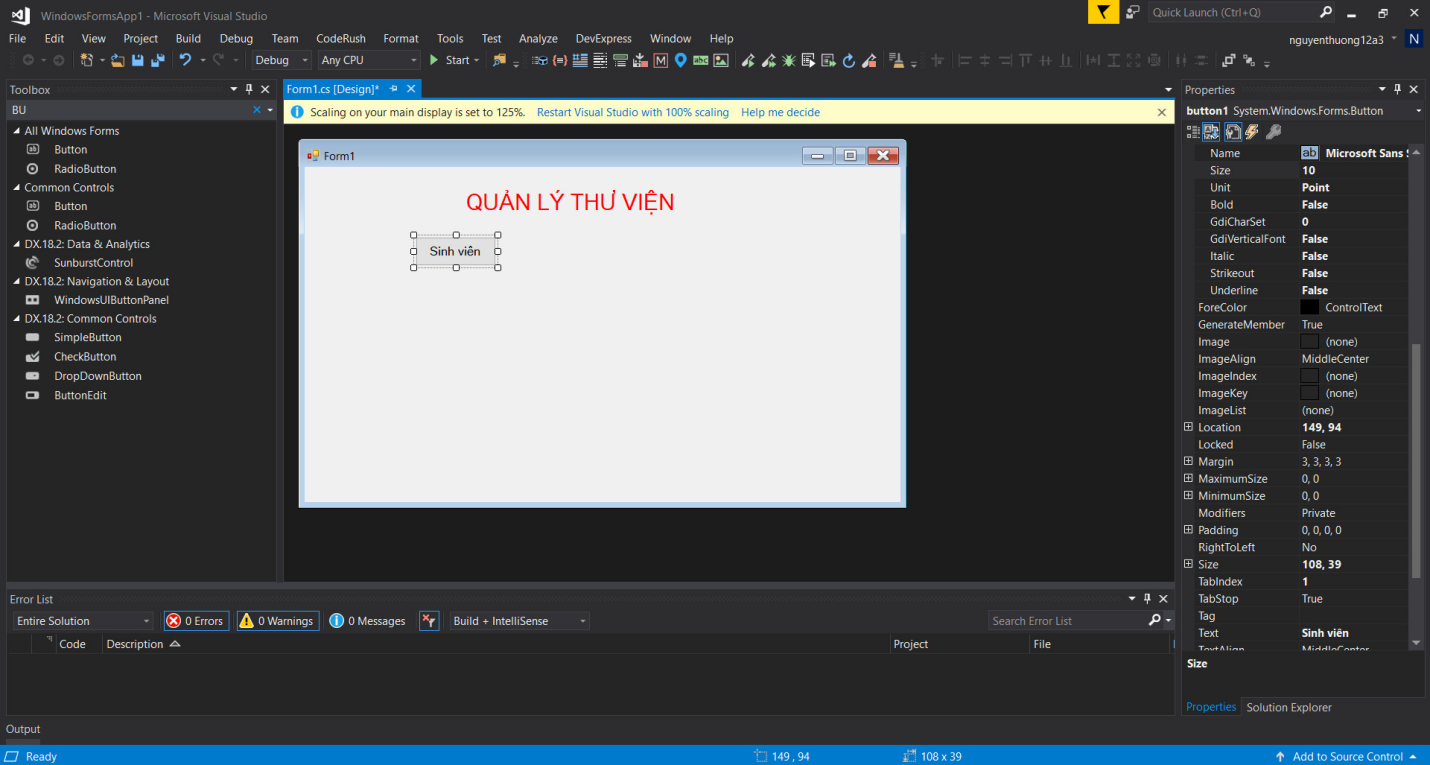 WindowsFormsApp1 - Microsoft Visual Studio
Quick Launch (Ctrl+Q)
File Edit View Project Build Debug Team CodeRush Format Tools Test Analyze DevExpress Window Help
nguyenthuong12a3 N
Debug Any CPU Start
Toolbox
BU
All Windows Forms
Button
RadioButton
Common Controls
Button
RadioButton
DX.18.2: Data & Analytics
SunburstControl
DX.18.2: Navigation & Layout
WindowsUIButtonPanel
DX.18.2: Common Controls
SimpleButton
CheckButton
DropDownButton
ButtonEdit
Form1.cs [Design]*
Scaling on your main display is set to 125%. Restart Visual Studio with 100% scaling Help me decide
Form1
QUẢN LÝ THƯ VIỆN
Sinh viên
Properties
button1 System.Windows.Forms.Button
Name ab Microsoft Sans S
Size 10
Unit Point
Bold False
GdiCharSet 0
GdiVerticalFont False
Italic False
Strikeout False
Underline False
ForeColor ControlText
GenerateMember True
Image (none)
ImageAlign MiddleCenter
ImageIndex (none)
ImageKey (none)
ImageList (none)
Location 149, 94
Locked False
Margin 3, 3, 3, 3
MaximumSize 0, 0
MinimumSize 0, 0
Modifiers Private
Padding 0, 0, 0, 0
RightToLeft No
Size 108, 39
TabIndex 1
TabStop True
Tag
Text Sinh viên
TextAlign MiddleCenter
Size
Properties Solution Explorer
Error List
Entire Solution 0 Errors 0 Warnings 0 Messages Build + IntelliSense Search Error List
Code Description Project File
Output
Ready 149 , 94 108 x 39 Add to Source Control